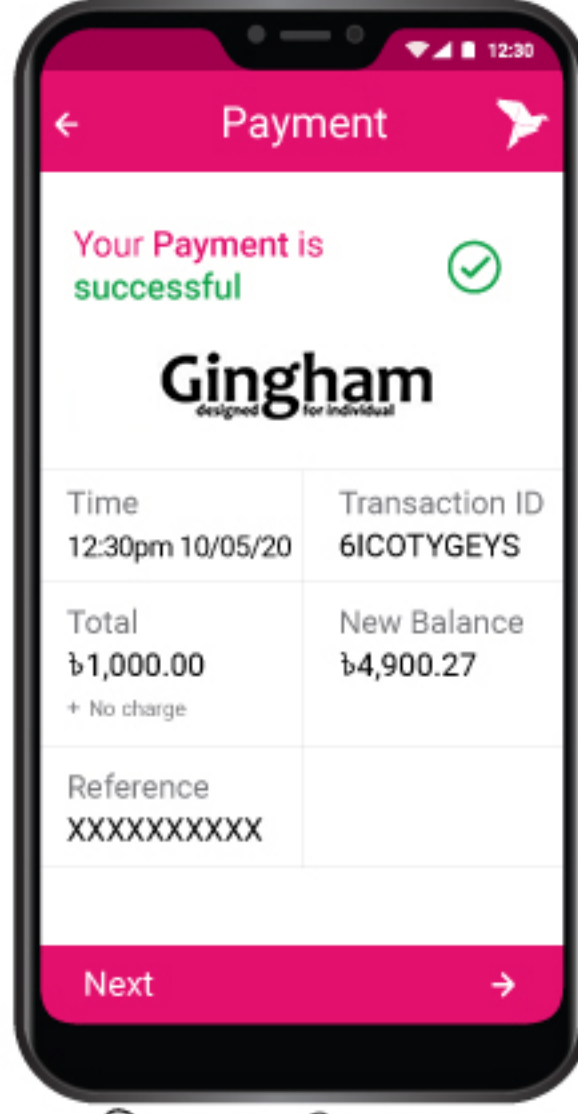 12:30
Payment
Your Payment is
successful
Gingham
designed for individual
Time
12:30pm 10/05/20
Transaction ID
6ICOTYGEYS
Total
৳1,000.00
+ No charge
New Balance
৳4,900.27
Reference
XXXXXXXXXX
Next